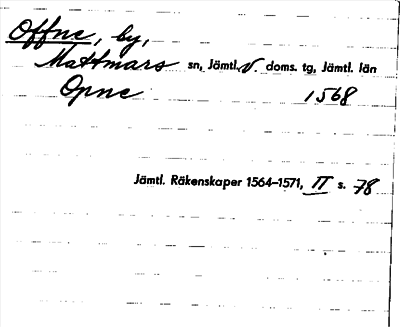 Offne, by,
Mattmars sn, Jämtl. V. doms. tg, Jämtl. län
Opne 1568
Jämtl. Räkenskaper 1564–1571, II s. 78